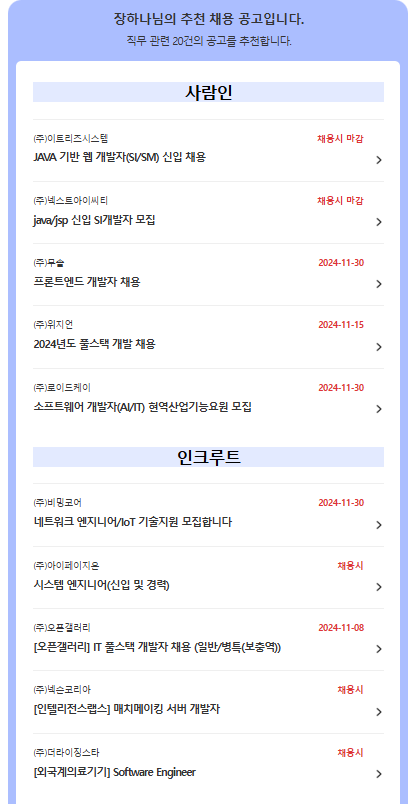 장하나님의 추천 채용 공고입니다.
직무 관련 20건의 공고를 추천합니다.
사람인
(주)이트리즈시스템
채용시 마감
JAVA 기반 웹 개발자(SI/SM) 신입 채용
(주)넥스트아이씨티
채용시 마감
java/jsp 신입 SI개발자 모집
(주)무솔
2024-11-30
프론트엔드 개발자 채용
(주)위지언
2024-11-15
2024년도 풀스택 개발 채용
(주)로이드케이
2024-11-30
소프트웨어 개발자(AI/IT) 현역산업기능요원 모집
인크루트
(주)비밍코어
2024-11-30
네트워크 엔지니어/IoT 기술지원 모집합니다
(주)아이페이지온
채용시
시스템 엔지니어(신입 및 경력)
(주)오픈갤러리
2024-11-08
[오픈갤러리] IT 풀스택 개발자 채용 (일반/병특(보충역))
(주)넥슨코리아
채용시
[인텔리전스랩스] 매치메이킹 서버 개발자
(주)더라이징스타
채용시
[외국계의료기기] Software Engineer